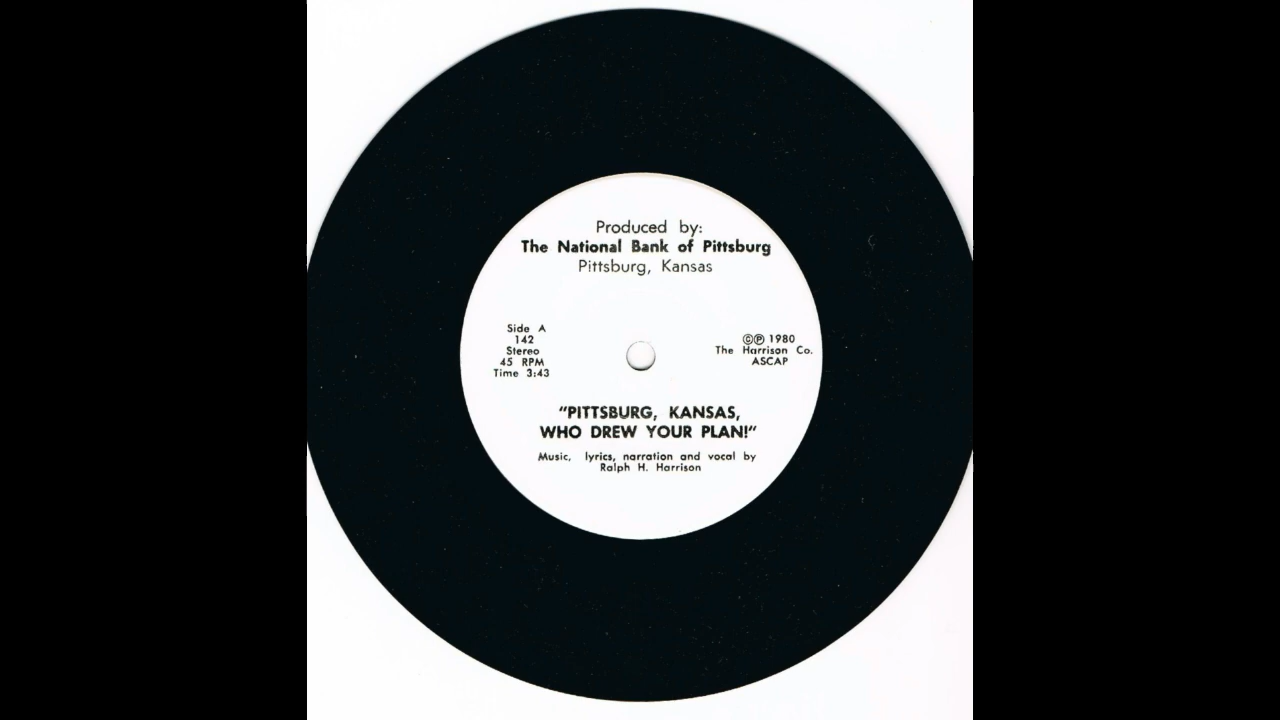 Produced by:
The National Bank of Pittsburg
Pittsburg, Kansas
Side A
142
Stereo
45 RPM
Time 3:43
©℗ 1980
The Harrison Co.
ASCAP
"PITTSBURG, KANSAS,
WHO DREW YOUR PLAN!"
Music, lyrics, narration and vocal by
Ralph H. Harrison